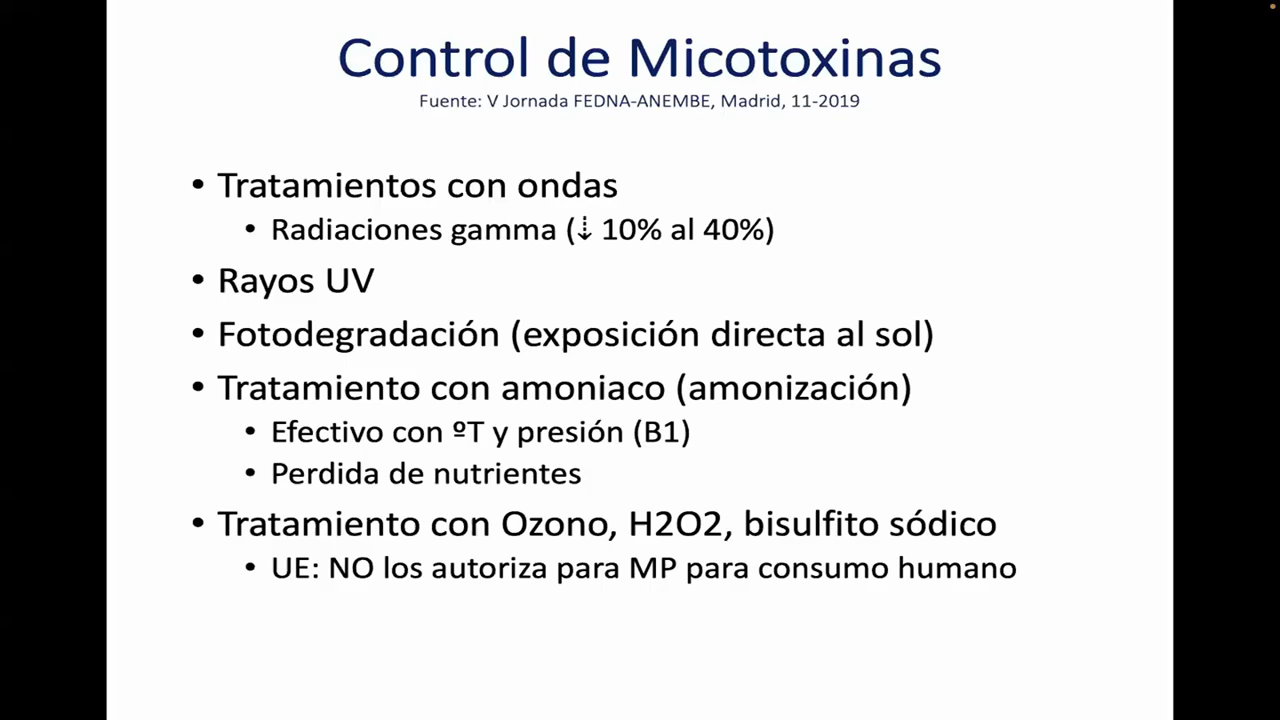 Control de Micotoxinas
Fuente: V Jornada FEDNA-ANEMBE, Madrid, 11-2019
• Tratamientos con ondas
• Radiaciones gamma (⇣ 10% al 40%)
• Rayos UV
• Fotodegradación (exposición directa al sol)
• Tratamiento con amoniaco (amonización)
• Efectivo con ºT y presión (B1)
• Perdida de nutrientes
• Tratamiento con Ozono, H2O2, bisulfito sódico
• UE: NO los autoriza para MP para consumo humano